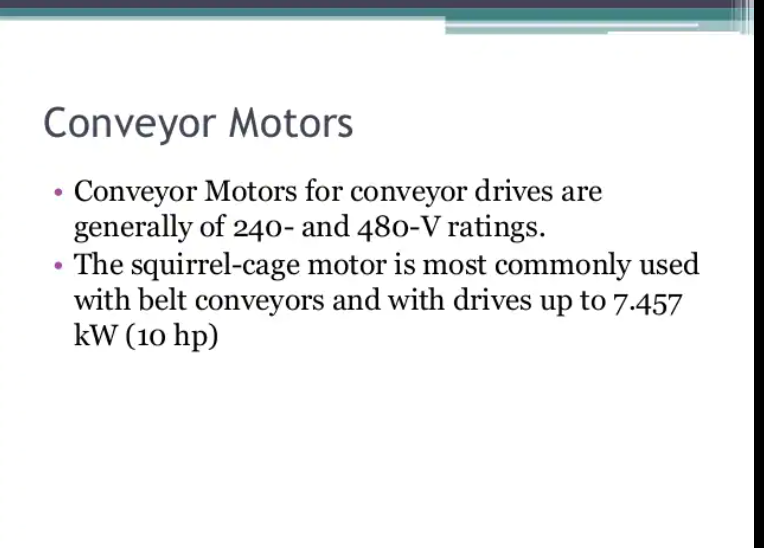 Conveyor Motors
• Conveyor Motors for conveyor drives are
generally of 240- and 480-V ratings.
• The squirrel-cage motor is most commonly used
with belt conveyors and with drives up to 7.457
kW (10 hp)